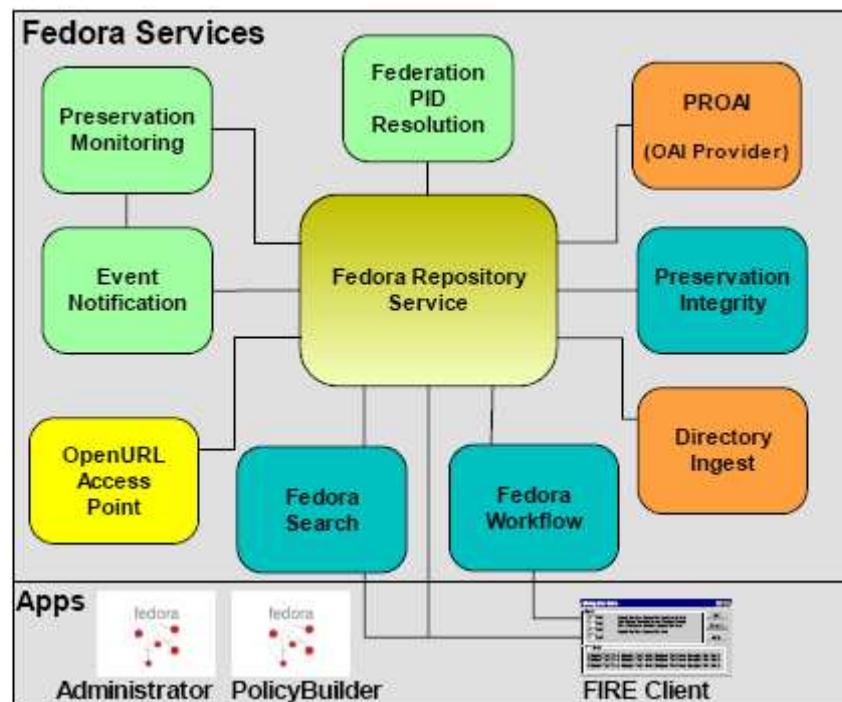 Fedora Services
Federation
PID
Resolution
Preservation
Monitoring
PROAI
(OAI Provider)
Event
Notification
Fedora Repository
Service
Preservation
Integrity
OpenURL
Access
Point
Fedora
Search
Fedora
Workflow
Directory
Ingest
Apps
fedora
fedora
Administrator
PolicyBuilder
FIRE Client